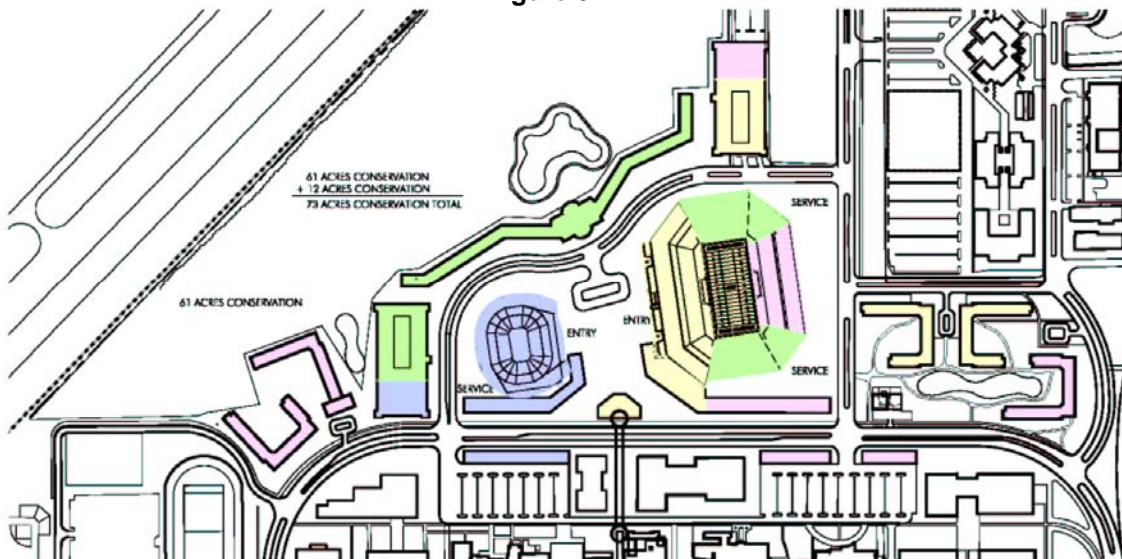 61 ACRES CONSERVATION
+ 12 ACRES CONSERVATION
73 ACRES CONSERVATION TOTAL
SERVICE
61 ACRES CONSERVATION
ENTRY
ENTRY
SERVICE
SERVICE